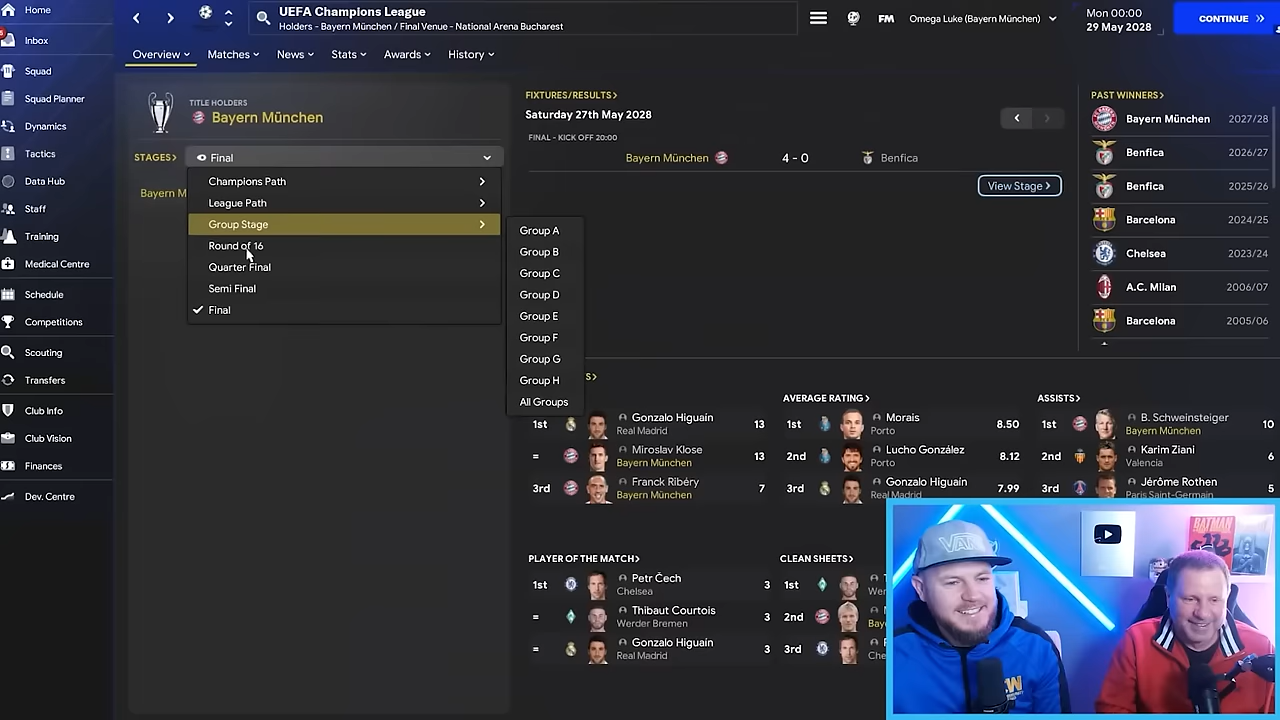 Home
Inbox
Squad
Squad Planner
Dynamics
Tactics
Data Hub
Staff
Training
Medical Centre
Schedule
Competitions
Scouting
Transfers
Club Info
Club Vision
Finances
Dev. Centre
UEFA Champions League
Holders - Bayern München / Final Venue - National Arena Bucharest
FM
Omega Luke (Bayern München)
Mon 00:00
29 May 2028
CONTINUE
Overview
Matches
News
Stats
Awards
History
TITLE HOLDERS
Bayern München
STAGES>
Final
Bayern M
Champions Path
League Path
Group Stage
Round of 16
Quarter Final
Semi Final
Final
Group A
Group B
Group C
Group D
Group E
Group F
Group G
Group H
All Groups
FIXTURES/RESULTS>
Saturday 27th May 2028
FINAL - KICK OFF 20:00
Bayern München 4 - 0 Benfica
View Stage >
PAST WINNERS>
Bayern München 2027/28
Benfica 2026/27
Benfica 2025/26
Barcelona 2024/25
Chelsea 2023/24
A.C. Milan 2006/07
Barcelona 2005/06
S>
1st Gonzalo Higuaín 13
Real Madrid
= Miroslav Klose 13
Bayern München
3rd Franck Ribéry 7
Bayern München
AVERAGE RATING>
1st Morais 8.50
Porto
2nd Lucho González 8.12
Porto
3rd Gonzalo Higuaín 7.99
Real Madrid
ASSISTS>
1st B. Schweinsteiger 10
Bayern München
2nd Karim Ziani 6
Valencia
3rd Jérôme Rothen 5
Paris Saint-Germain
PLAYER OF THE MATCH>
1st Petr Čech 3
Chelsea
= Thibaut Courtois 3
Werder Bremen
= Gonzalo Higuaín 3
Real Madrid
CLEAN SHEETS>
1st
Wer
2nd
Bay
3rd
Che
VANS
BATMAN